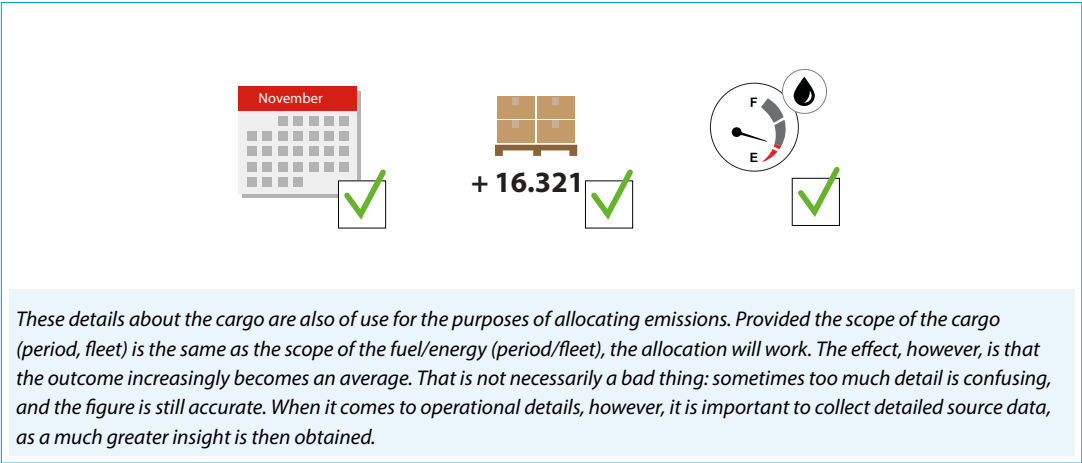 November
+ 16.321
F
E
These details about the cargo are also of use for the purposes of allocating emissions. Provided the scope of the cargo
(period, fleet) is the same as the scope of the fuel/energy (period/fleet), the allocation will work. The effect, however, is that
the outcome increasingly becomes an average. That is not necessarily a bad thing: sometimes too much detail is confusing,
and the figure is still accurate. When it comes to operational details, however, it is important to collect detailed source data,
as a much greater insight is then obtained.